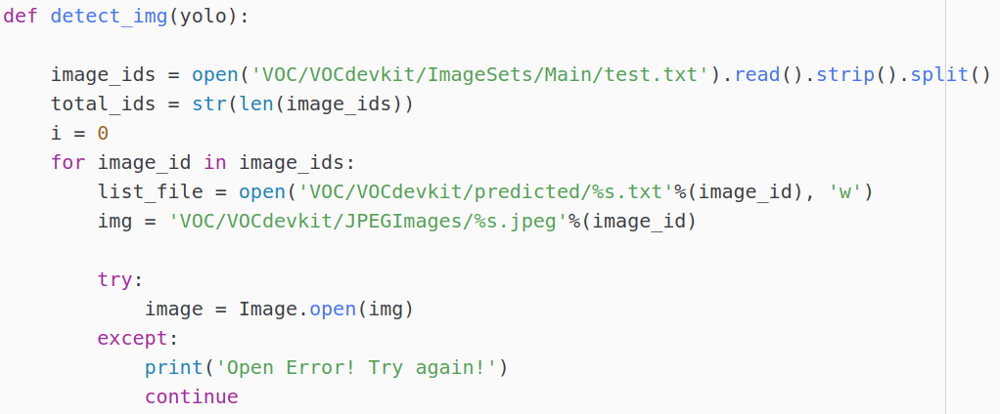 def detect_img(yolo):
    image_ids = open('VOC/VOCdevkit/ImageSets/Main/test.txt').read().strip().split()
    total_ids = str(len(image_ids))
    i = 0
    for image_id in image_ids:
        list_file = open('VOC/VOCdevkit/predicted/%s.txt'%(image_id), 'w')
        img = 'VOC/VOCdevkit/JPEGImages/%s.jpeg'%(image_id)
        try:
            image = Image.open(img)
        except:
            print('Open Error! Try again!')
            continue